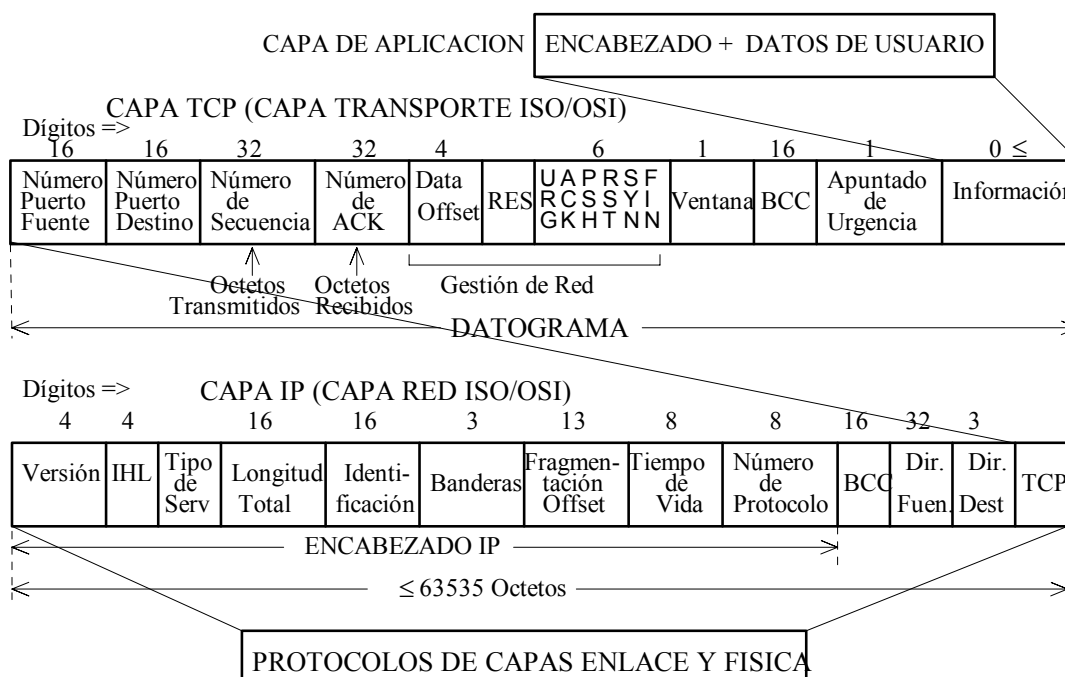 CAPA DE APLICACION
ENCABEZADO + DATOS DE USUARIO
CAPA TCP (CAPA TRANSPORTE ISO/OSI)
Dígitos =>
16 16 32 32 4 6 1 16 1 0 ≤
Número
Puerto
Fuente
Número
Puerto
Destino
Número
de
Secuencia
Número
de
ACK
Data
Offset
RES
U A P R S F
R C S S Y I
G K H T N N
Ventana
BCC
Apuntado
de
Urgencia
Información
Octetos
Transmitidos
Octetos
Recibidos
Gestión de Red
DATOGRAMA
Dígitos =>
CAPA IP (CAPA RED ISO/OSI)
4 4 16 16 3 13 8 8 16 32 3
Versión
IHL
Tipo
de
Serv
Longitud
Total
Identi-
ficación
Banderas
Fragmen-
tación
Offset
Tiempo
de
Vida
Número
de
Protocolo
BCC
Dir.
Fuen.
Dir.
Dest
TCP
ENCABEZADO IP
≤ 63535 Octetos
PROTOCOLOS DE CAPAS ENLACE Y FISICA